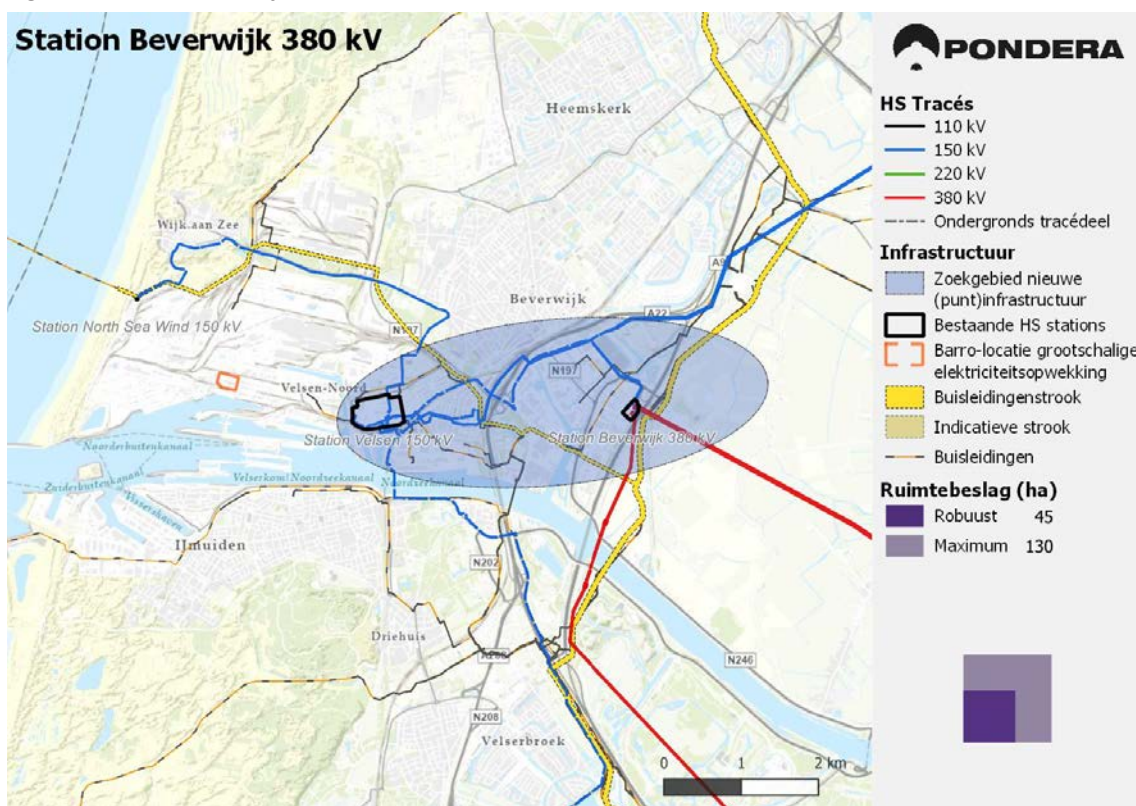 Station Beverwijk 380 kV
PONDERA
HS Tracés
110 kV
150 kV
220 kV
380 kV
Ondergronds tracédeel
Infrastructuur
Zoekgebied nieuwe
(punt)infrastructuur
Bestaande HS stations
Barro-locatie grootschalige
elektriciteitsopwekking
Buisleidingenstrook
Indicatieve strook
Buisleidingen
Ruimtebeslag (ha)
Robuust 45
Maximum 130
Heemskerk
Wijk aan Zee
A9
Beverwijk
Station North Sea Wind 150 kV
N197
A22
Velsen-Noord
N197
Station Velsen 150 kV
Station Beverwijk 380 kV
Noorderbuitenkanaal
Zuiderbuitenkanaal
Vissershaven
Velserkom
Noordzeekanaal
Noordzeekanaal
IJmuiden
N202
Driehuis
A208
N246
N208
Velserbroek
0 1 2 km